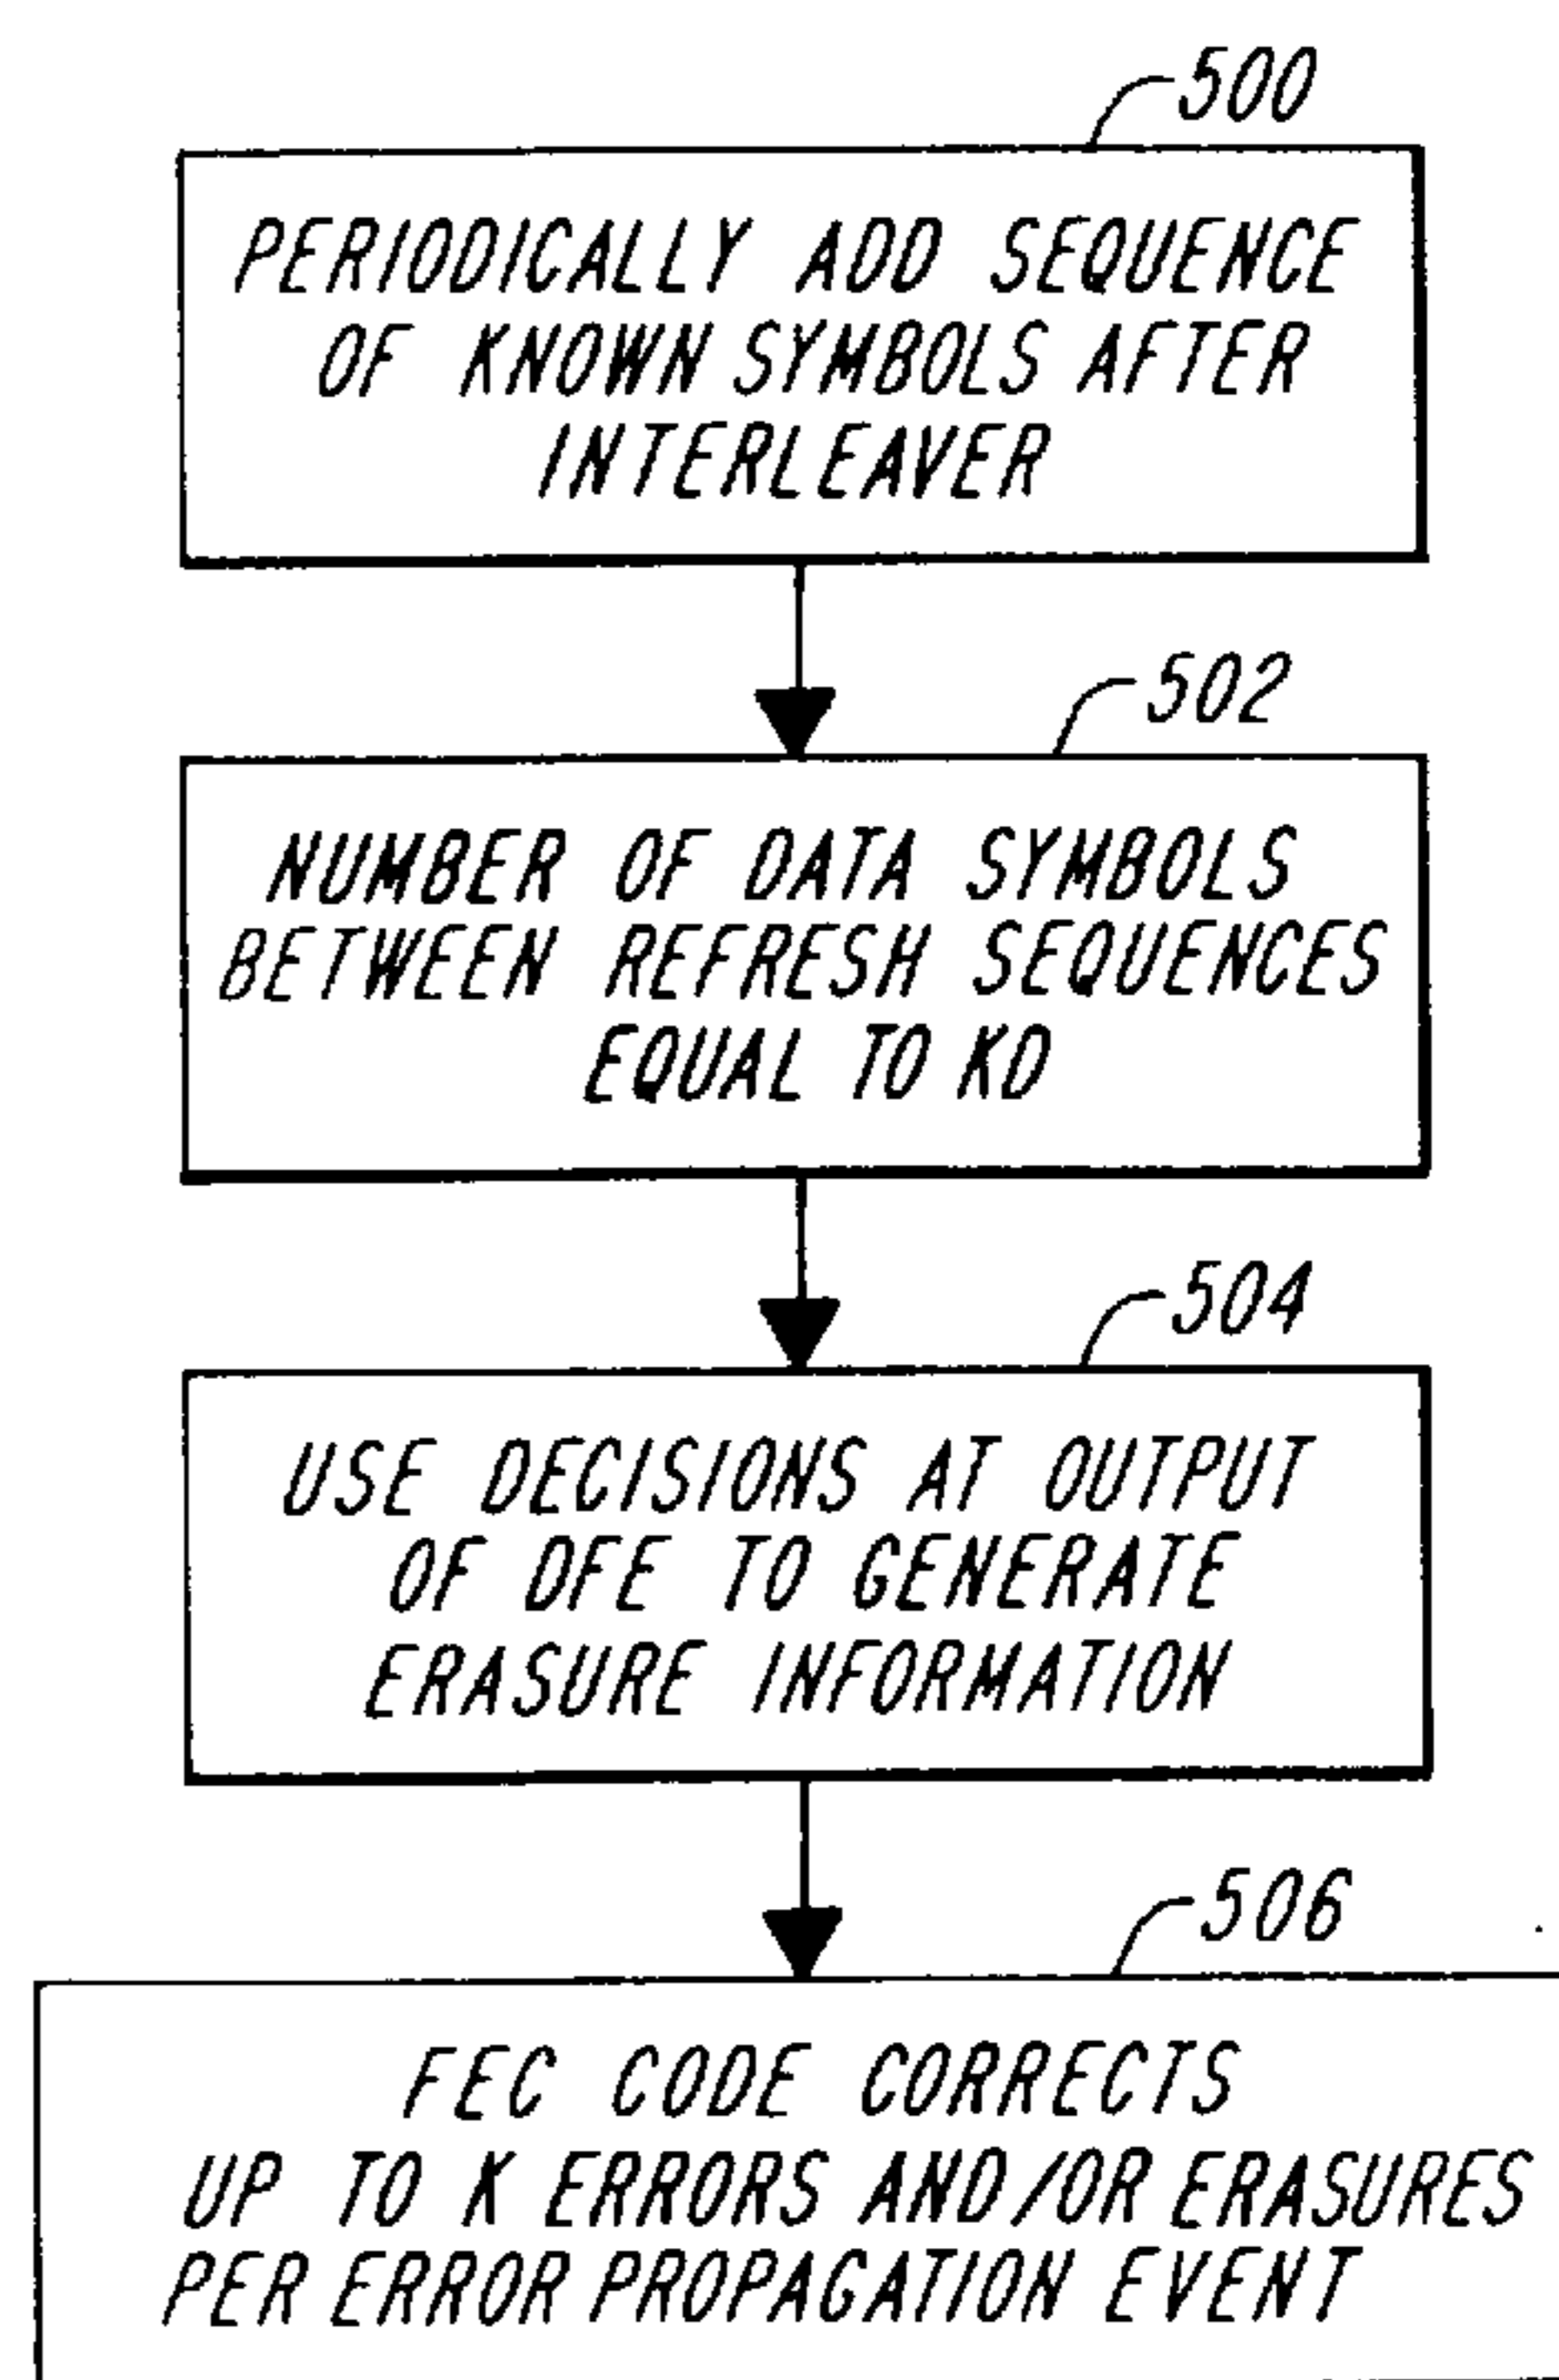 500
PERIODICALLY ADD SEQUENCE
OF KNOWN SYMBOLS AFTER
INTERLEAVER
502
NUMBER OF DATA SYMBOLS
BETWEEN REFRESH SEQUENCES
EQUAL TO KD
504
USE DECISIONS AT OUTPUT
OF DFE TO GENERATE
ERASURE INFORMATION
506
FEC CODE CORRECTS
UP TO K ERRORS AND/OR ERASURES
PER ERROR PROPAGATION EVENT